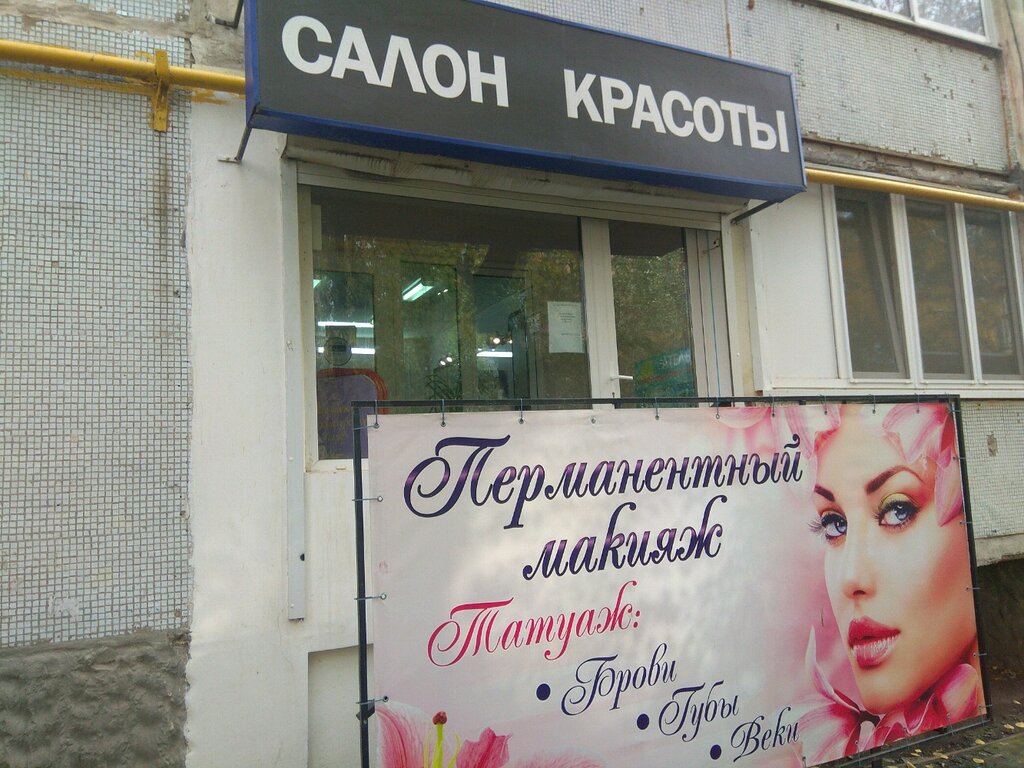 САЛОН КРАСОТЫ
Перманентный
макияж
Татуаж:
• Брови
• Губы
• Веки